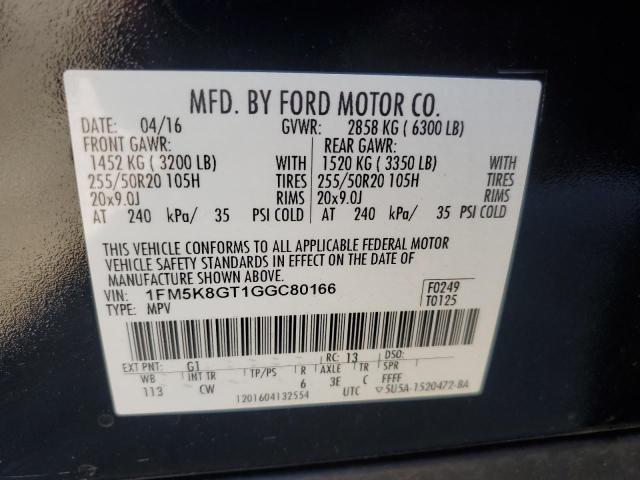 MFD. BY FORD MOTOR CO.
DATE: 04/16 GVWR: 2858 KG ( 6300 LB)
FRONT GAWR: REAR GAWR:
1452 KG ( 3200 LB) WITH 1520 KG ( 3350 LB) WITH
255/50R20 105H TIRES 255/50R20 105H TIRES
20x9.0J RIMS 20x9.0J RIMS
AT 240 kPa/ 35 PSI COLD AT 240 kPa/ 35 PSI COLD
THIS VEHICLE CONFORMS TO ALL APPLICABLE FEDERAL MOTOR
VEHICLE SAFETY STANDARDS IN EFFECT ON THE DATE OF
MANUFACTURE SHOWN ABOVE.
VIN: 1FM5K8GT1GGC80166 F0249
TYPE: MPV T0125
EXT PNT: G1 RC: 13 DSO:
WB INT TR TP/PS R AXLE TR SPR
113 CW 6 3E C FFFF
1201604132554 UTC ▽5U5A-1520472-BA